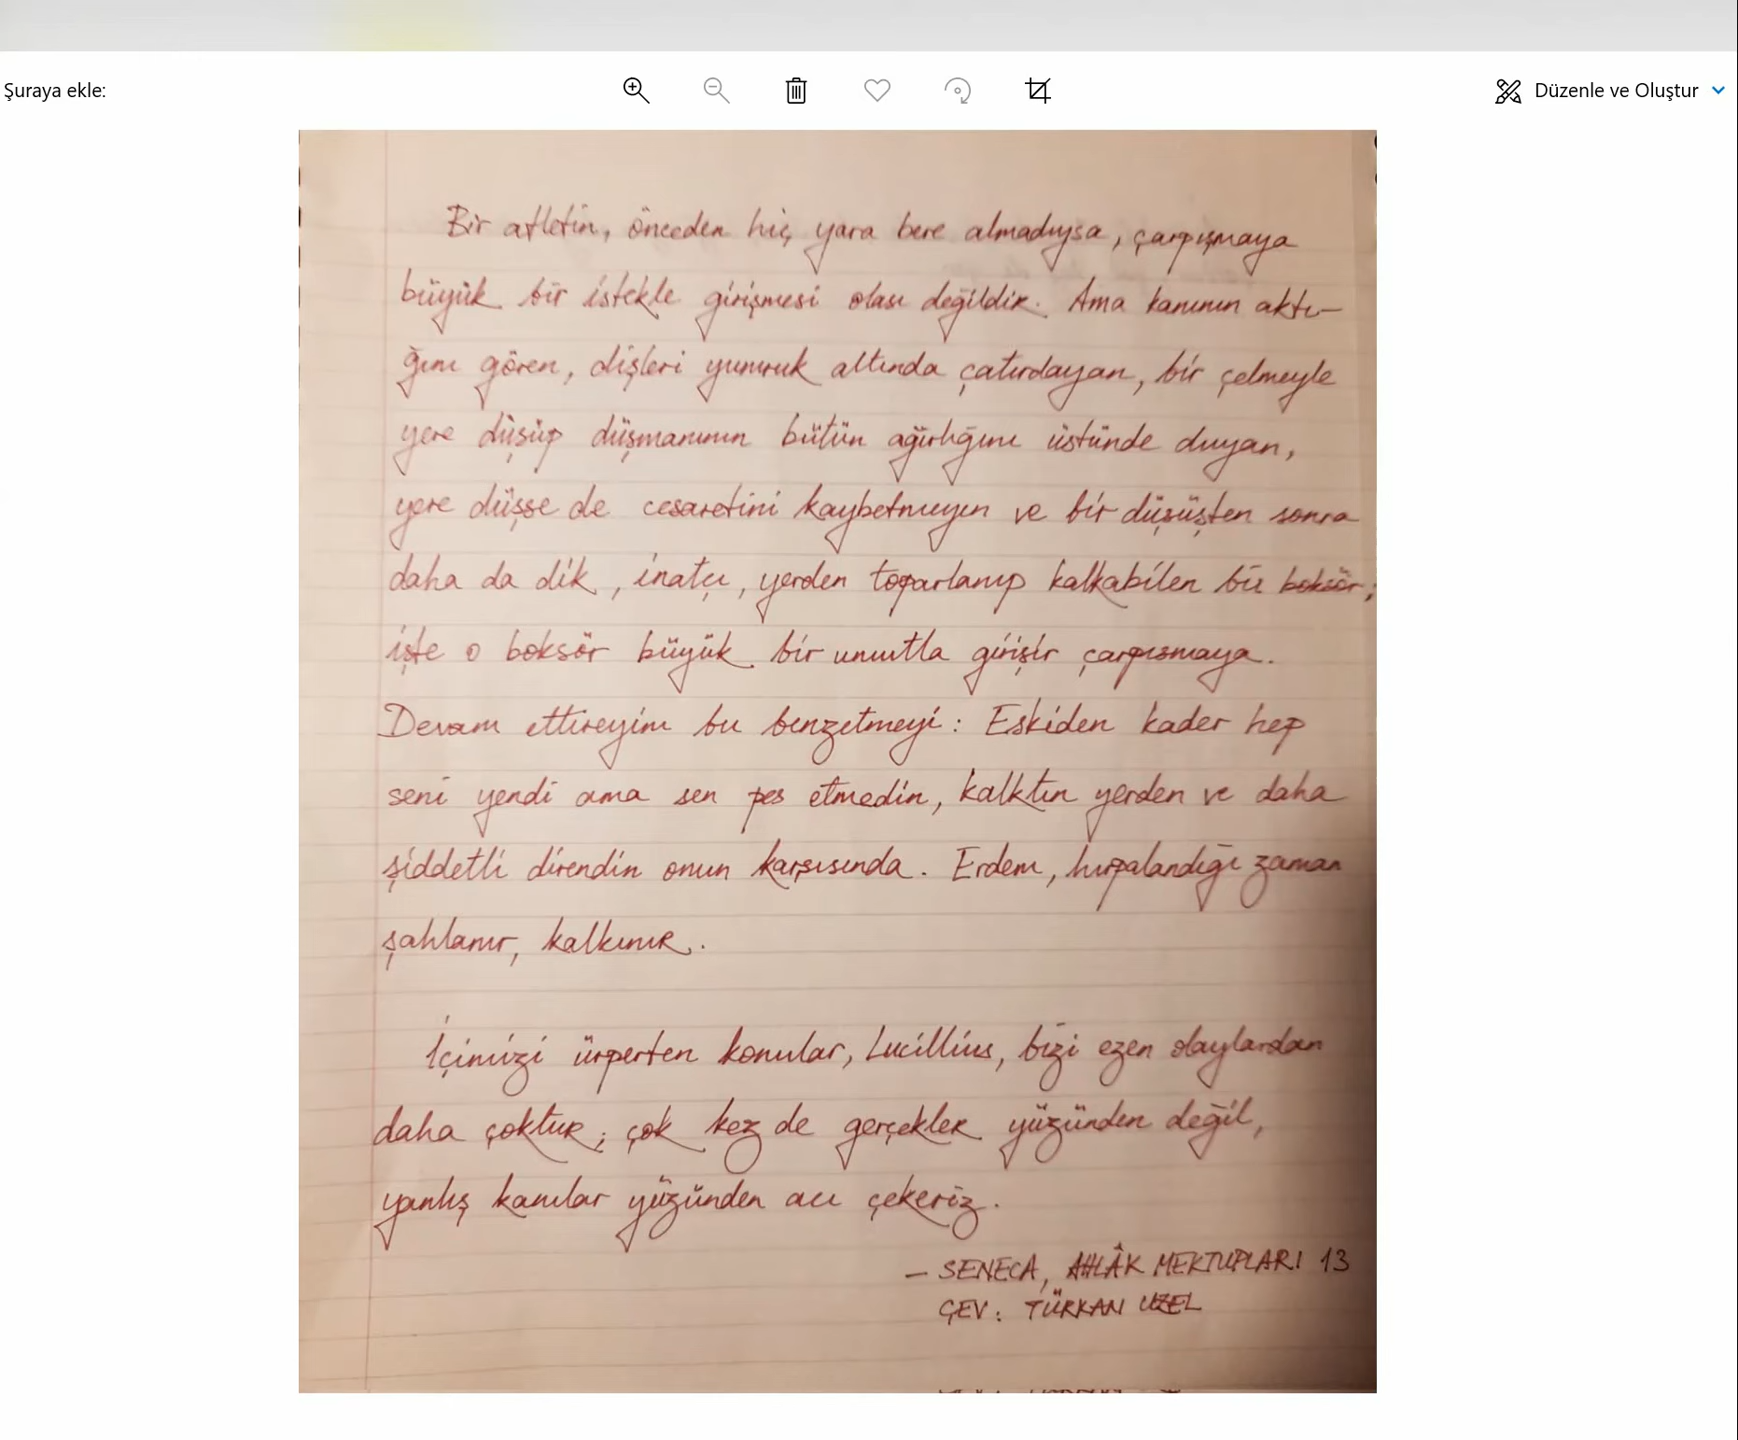 Şuraya ekle:
Düzenle ve Oluştur
Bir atletin, önceden hiç yara bere almadıysa, çarpışmaya
büyük bir istekle girişmesi olası değildir. Ama kanının aktı-
ğını gören, dişleri yumruk altında çatırdayan, bir çelmeyle
yere düşüp düşmanının bütün ağırlığını üstünde duyan,
yere düşse de cesaretini kaybetmeyen ve bir düşüşten sonra
daha da dik, inatçı, yerden toparlanıp kalkabilen bir boksör;
işte o boksör büyük bir umutla girişir çarpışmaya.
Devam ettireyim bu benzetmeyi: Eskiden kader hep
seni yendi ama sen pes etmedin, kalktın yerden ve daha
şiddetli direndin onun karşısında. Erdem, hırpalandığı zaman
şahlanır, kalkınır.
İçimizi ürperten konular, Lucillius, bizi ezen olaylardan
daha çoktur; çok kez de gerçekler yüzünden değil,
yanlış kanılar yüzünden acı çekeriz.
— SENECA, AHLÂK MEKTUPLARI 13
ÇEV: TÜRKAN UZEL